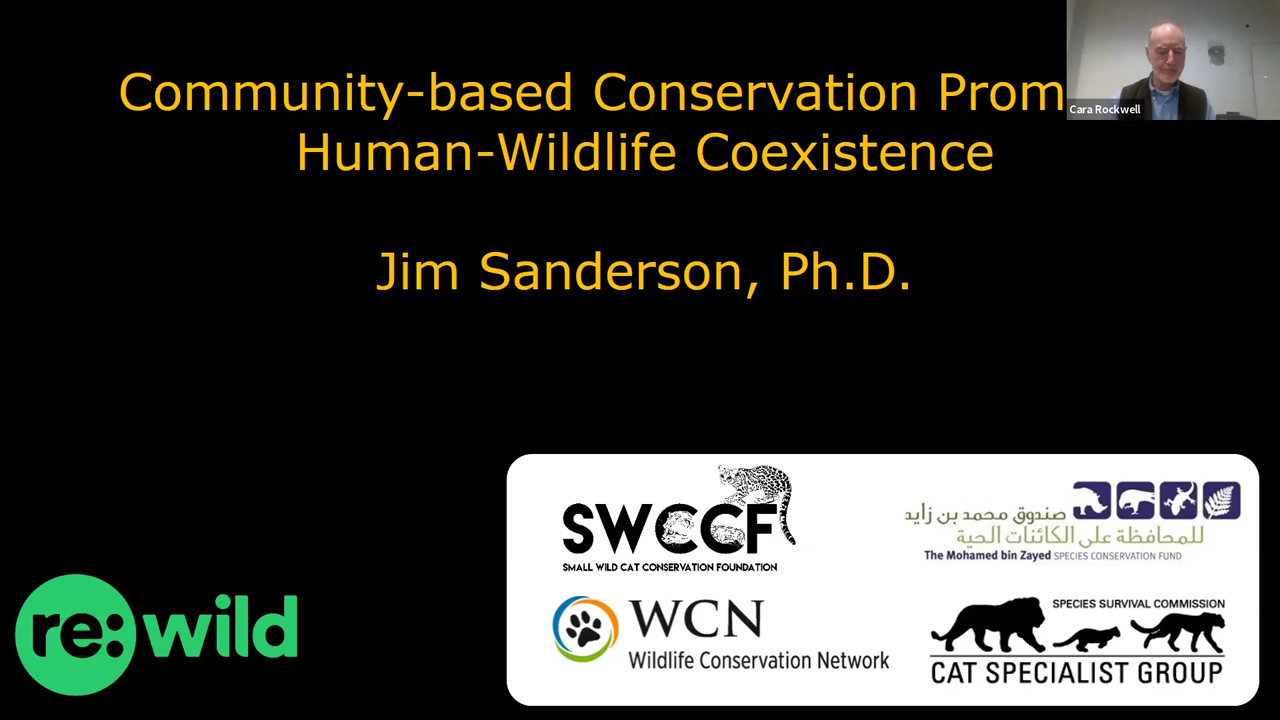 Community-based Conservation Prom
Human-Wildlife Coexistence
Jim Sanderson, Ph.D.
Cara Rockwell
SWCCF
SMALL WILD CAT CONSERVATION FOUNDATION
صندوق محمد بن زايد
للمحافظة على الكائنات الحية
The Mohamed bin Zayed SPECIES CONSERVATION FUND
WCN
Wildlife Conservation Network
SPECIES SURVIVAL COMMISSION
CAT SPECIALIST GROUP
re:wild